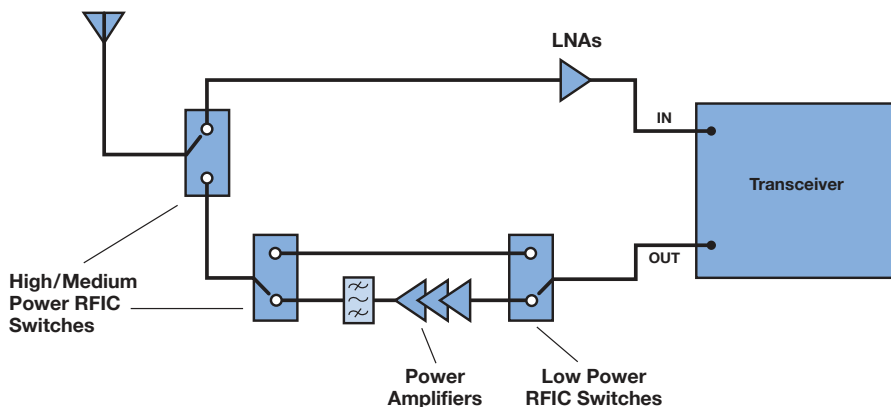 LNAs
IN
Transceiver
OUT
High/Medium
Power RFIC
Switches
Power
Amplifiers
Low Power
RFIC Switches